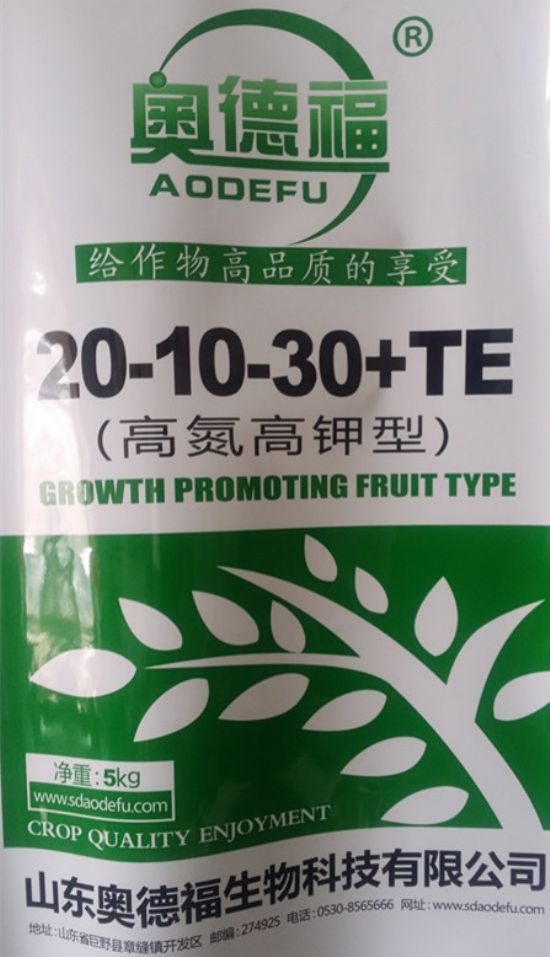 ®
奥德福
AODEFU
给作物高品质的享受
20-10-30+TE
(高氮高钾型)
GROWTH PROMOTING FRUIT TYPE
净重:5kg
www.sdaodefu.com
CROP QUALITY ENJOYMENT
山东奥德福生物科技有限公司
地址:山东省巨野县章缝镇开发区 邮编:274925 电话:0530-8565666 网址:www.sdaodefu.com